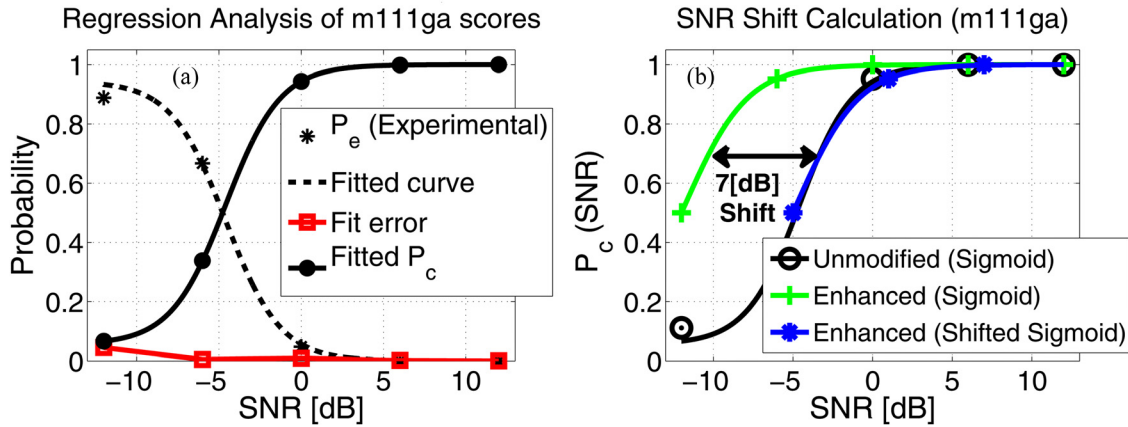 Regression Analysis of m111ga scores
(a)
Probability
1
0.8
0.6
0.4
0.2
0
P_e (Experimental)
Fitted curve
Fit error
Fitted P_c
−10 −5 0 5 10
SNR [dB]
SNR Shift Calculation (m111ga)
(b)
P_c (SNR)
1
0.8
0.6
0.4
0.2
0
7[dB]
Shift
Unmodified (Sigmoid)
Enhanced (Sigmoid)
Enhanced (Shifted Sigmoid)
−10 −5 0 5 10
SNR [dB]